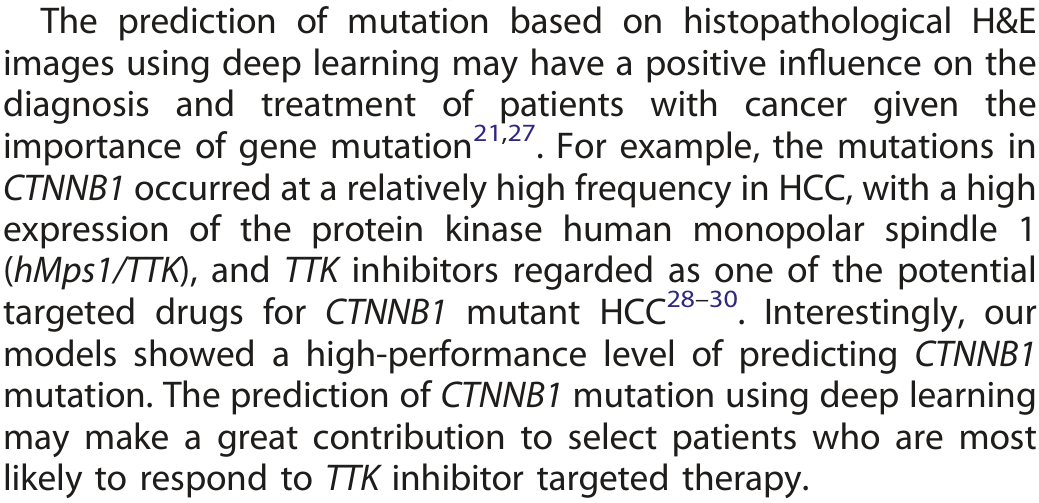 The prediction of mutation based on histopathological H&E
images using deep learning may have a positive influence on the
diagnosis and treatment of patients with cancer given the
importance of gene mutation21,27. For example, the mutations in
CTNNB1 occurred at a relatively high frequency in HCC, with a high
expression of the protein kinase human monopolar spindle 1
(hMps1/TTK), and TTK inhibitors regarded as one of the potential
targeted drugs for CTNNB1 mutant HCC28–30. Interestingly, our
models showed a high-performance level of predicting CTNNB1
mutation. The prediction of CTNNB1 mutation using deep learning
may make a great contribution to select patients who are most
likely to respond to TTK inhibitor targeted therapy.